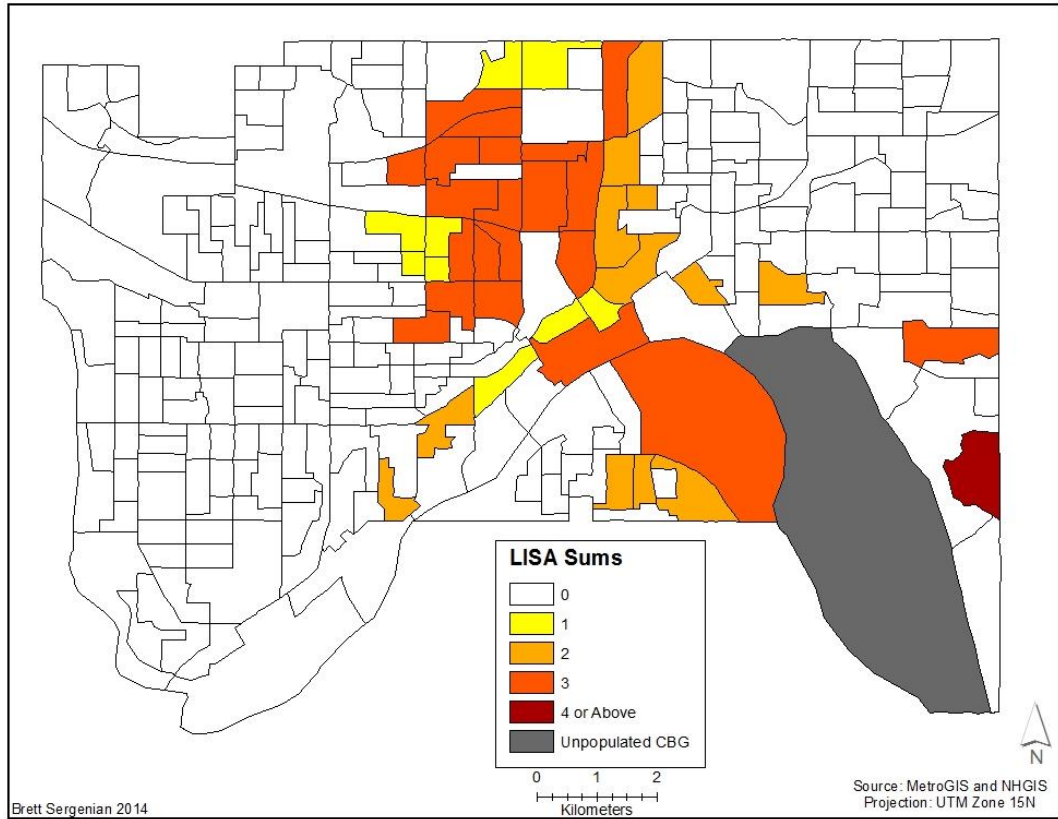 LISA Sums
0
1
2
3
4 or Above
Unpopulated CBG
0 1 2
Kilometers
N
Brett Sergenian 2014
Source: MetroGIS and NHGIS
Projection: UTM Zone 15N